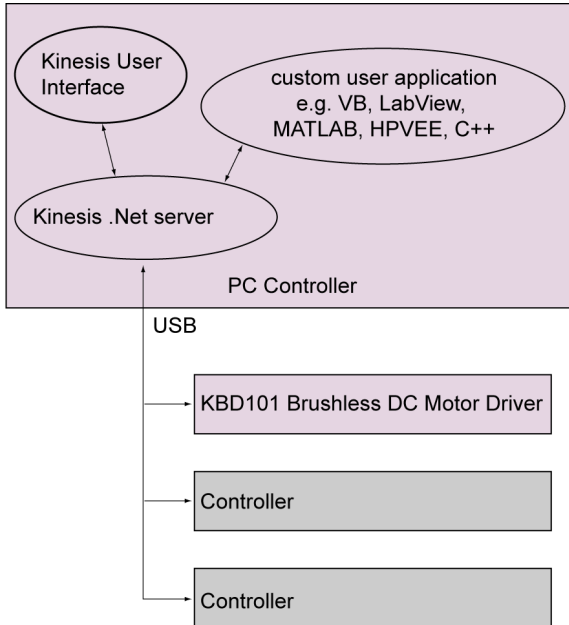 Kinesis User
Interface
custom user application
e.g. VB, LabView,
MATLAB, HPVEE, C++
Kinesis .Net server
PC Controller
USB
KBD101 Brushless DC Motor Driver
Controller
Controller